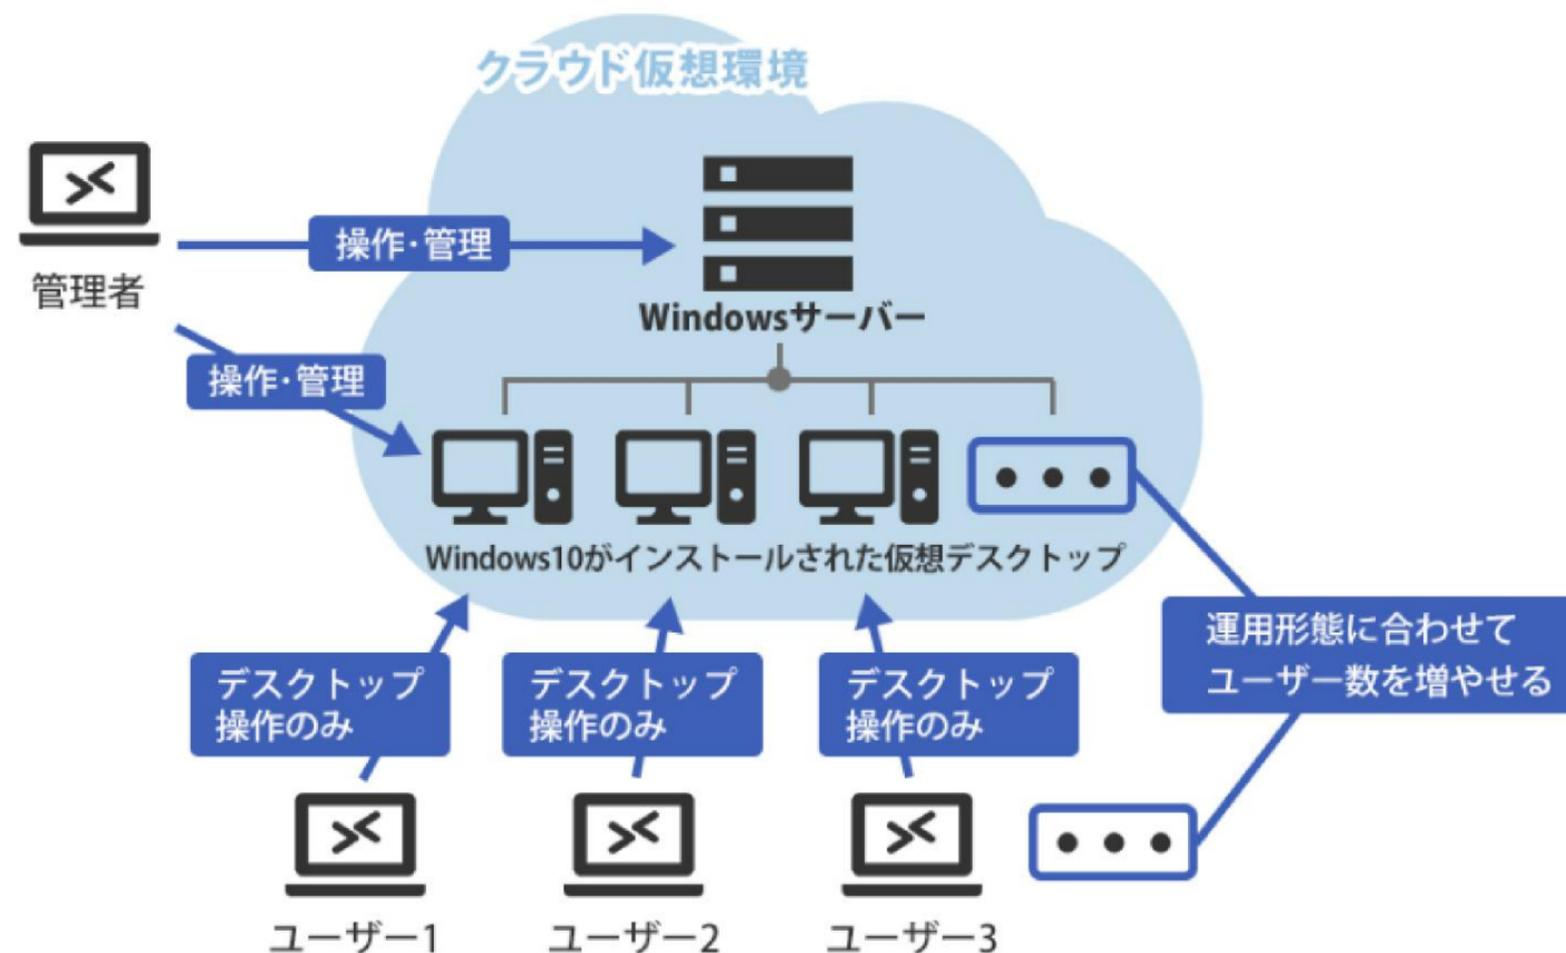 クラウド仮想環境
操作・管理
管理者
Windowsサーバー
操作・管理
Windows10がインストールされた仮想デスクトップ
運用形態に合わせて
ユーザー数を増やせる
デスクトップ
操作のみ
デスクトップ
操作のみ
デスクトップ
操作のみ
ユーザー1
ユーザー2
ユーザー3